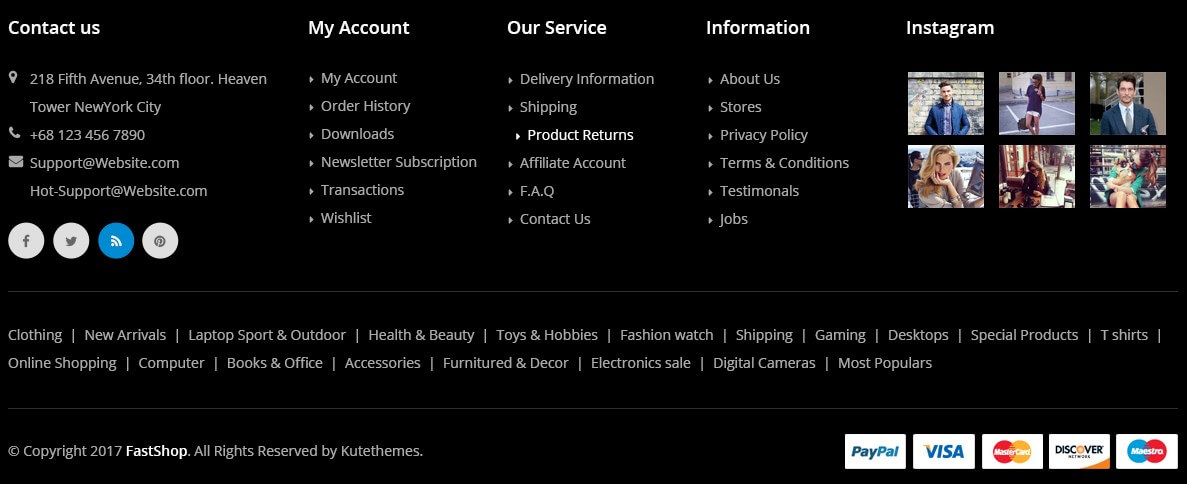 Contact us
218 Fifth Avenue, 34th floor. Heaven
Tower NewYork City
+68 123 456 7890
Support@Website.com
Hot-Support@Website.com
My Account
My Account
Order History
Downloads
Newsletter Subscription
Transactions
Wishlist
Our Service
Delivery Information
Shipping
Product Returns
Affiliate Account
F.A.Q
Contact Us
Information
About Us
Stores
Privacy Policy
Terms & Conditions
Testimonals
Jobs
Instagram
Clothing | New Arrivals | Laptop Sport & Outdoor | Health & Beauty | Toys & Hobbies | Fashion watch | Shipping | Gaming | Desktops | Special Products | T shirts |
Online Shopping | Computer | Books & Office | Accessories | Furnitured & Decor | Electronics sale | Digital Cameras | Most Populars
© Copyright 2017 FastShop. All Rights Reserved by Kutethemes.
PayPal
VISA
MasterCard
DISCOVER
NETWORK
Maestro